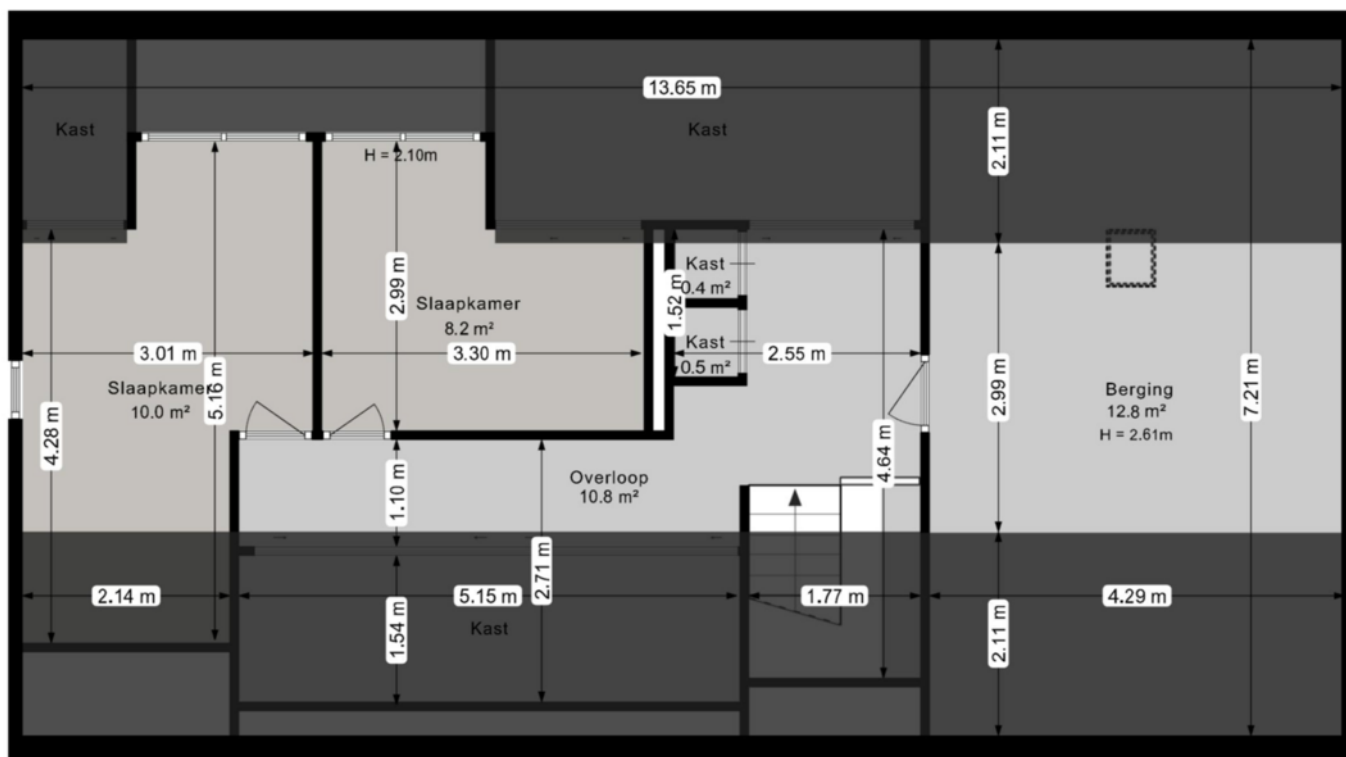 13.65 m
Kast
Kast
2.11 m
H = 2.10m
Kast
0.4 m²
1.52 m
2.99 m
Slaapkamer
8.2 m²
Kast
0.5 m²
3.01 m
3.30 m
2.55 m
Slaapkamer
10.0 m²
5.16 m
4.28 m
2.99 m
7.21 m
Berging
12.8 m²
H = 2.61m
4.64 m
Overloop
10.8 m²
1.10 m
2.71 m
2.14 m
5.15 m
1.77 m
4.29 m
1.54 m
Kast
2.11 m